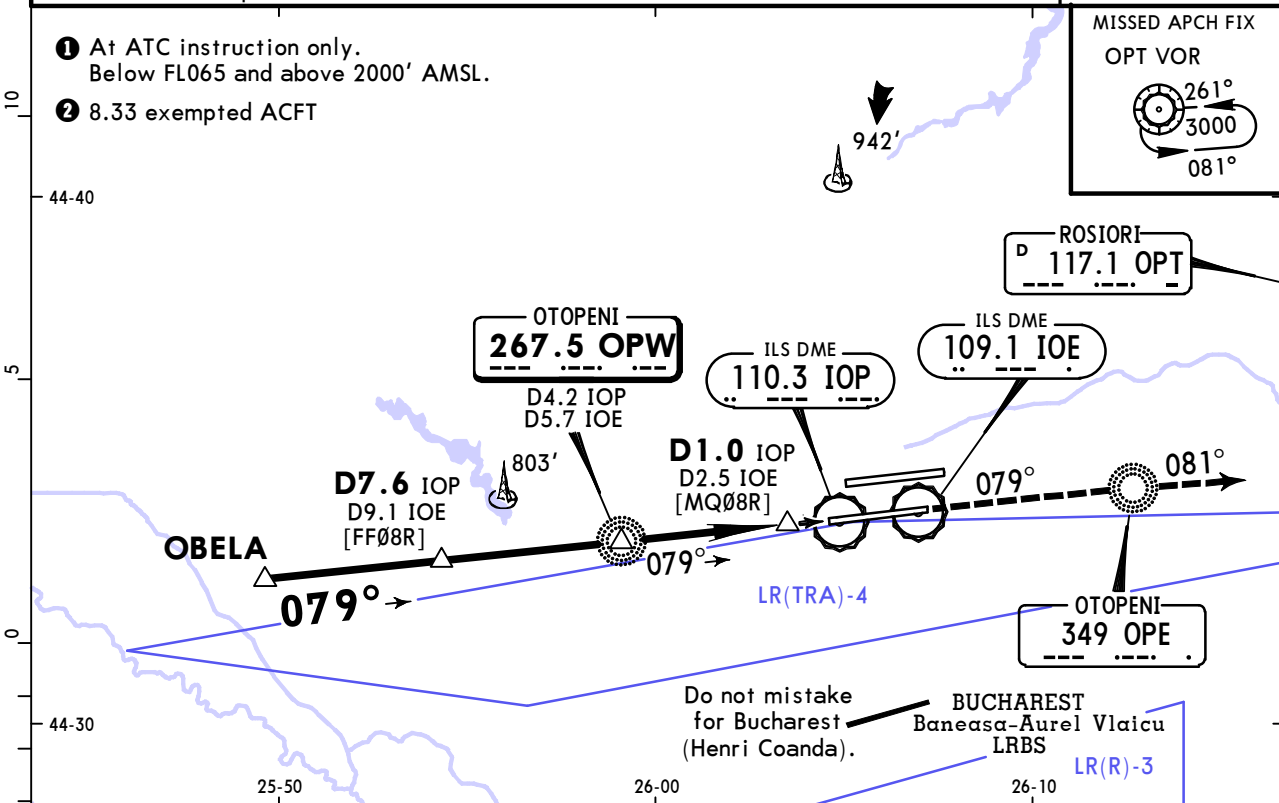 ❶ At ATC instruction only.
Below FL065 and above 2000' AMSL.
❷ 8.33 exempted ACFT
MISSED APCH FIX
OPT VOR
261°
3000
081°
10
942'
44-40
ROSIORI
D 117.1 OPT
OTOPENI
267.5 OPW
D4.2 IOP
D5.7 IOE
ILS DME
110.3 IOP
ILS DME
109.1 IOE
5
803'
D7.6 IOP
D9.1 IOE
[FFØ8R]
D1.0 IOP
D2.5 IOE
[MQØ8R]
079°
081°
OBELA
079°
079°
LR(TRA)-4
OTOPENI
349 OPE
0
Do not mistake
for Bucharest
(Henri Coanda).
BUCHAREST
Baneasa-Aurel Vlaicu
LRBS
44-30
LR(R)-3
25-50
26-00
26-10